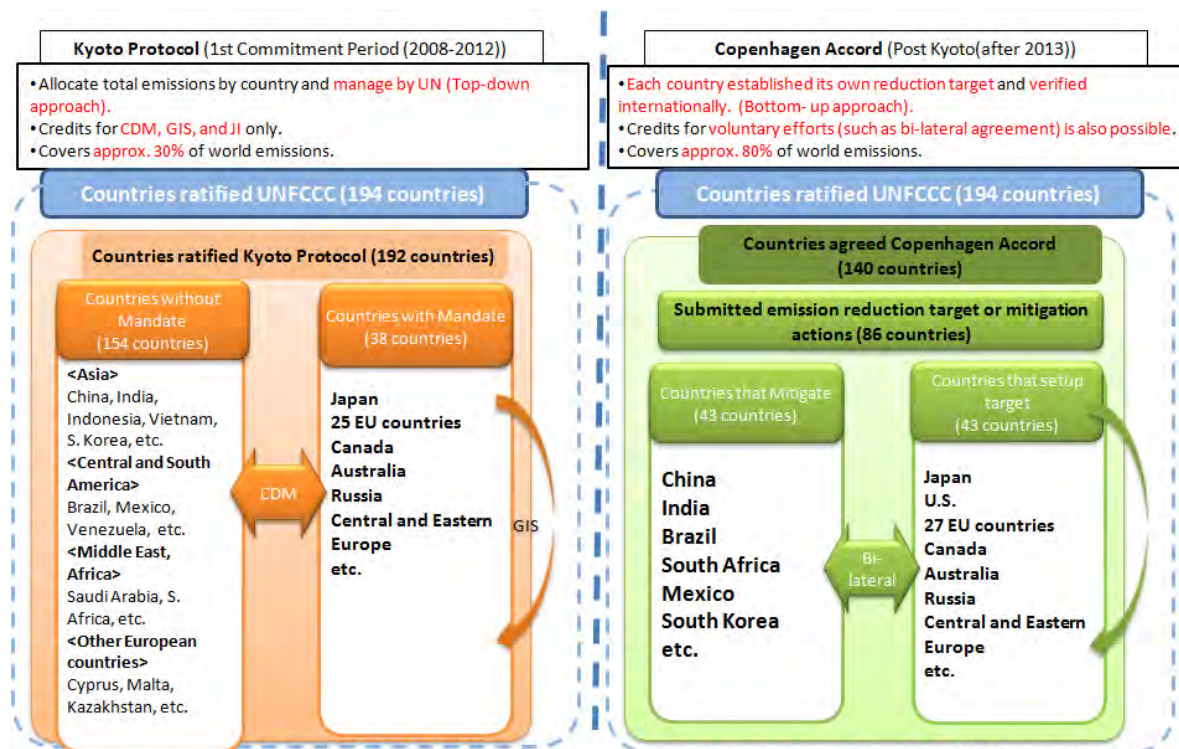 Kyoto Protocol (1st Commitment Period (2008-2012))
•Allocate total emissions by country and manage by UN (Top-down
approach).
•Credits for CDM, GIS, and JI only.
•Covers approx. 30% of world emissions.
Countries ratified UNFCCC (194 countries)
Countries ratified Kyoto Protocol (192 countries)
Countries without
Mandate
(154 countries)
<Asia>
China, India,
Indonesia, Vietnam,
S. Korea, etc.
<Central and South
America>
Brazil, Mexico,
Venezuela, etc.
<Middle East,
Africa>
Saudi Arabia, S.
Africa, etc.
<Other European
countries>
Cyprus, Malta,
Kazakhstan, etc.
CDM
Countries with Mandate
(38 countries)
Japan
25 EU countries
Canada
Australia
Russia
Central and Eastern
Europe
etc.
GIS
Copenhagen Accord (Post Kyoto(after 2013))
•Each country established its own reduction target and verified
internationally. (Bottom- up approach).
•Credits for voluntary efforts (such as bi-lateral agreement) is also possible.
•Covers approx. 80% of world emissions.
Countries ratified UNFCCC (194 countries)
Countries agreed Copenhagen Accord
(140 countries)
Submitted emission reduction target or mitigation
actions (86 countries)
Countries that Mitigate
(43 countries)
China
India
Brazil
South Africa
Mexico
South Korea
etc.
Bi-
lateral
Countries that setup
target
(43 countries)
Japan
U.S.
27 EU countries
Canada
Australia
Russia
Central and Eastern
Europe
etc.